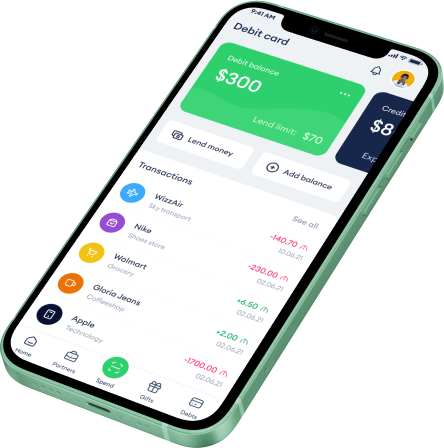 9:41 AM
Debit card
Debit balance
$300
Lend limit: $70
Credit
$8
Exp
Lend money
Add balance
Transactions
See all
WizzAir
Sky transport
-140.70
10.06.21
Nike
Shoes store
-230.00
02.06.21
Walmart
Grocery
+6.50
02.06.21
Gloria Jeans
Coffeeshop
+2.00
02.06.21
Apple
Technology
-1700.00
02.06.21
Home
Partners
Spend
Gifts
Debts